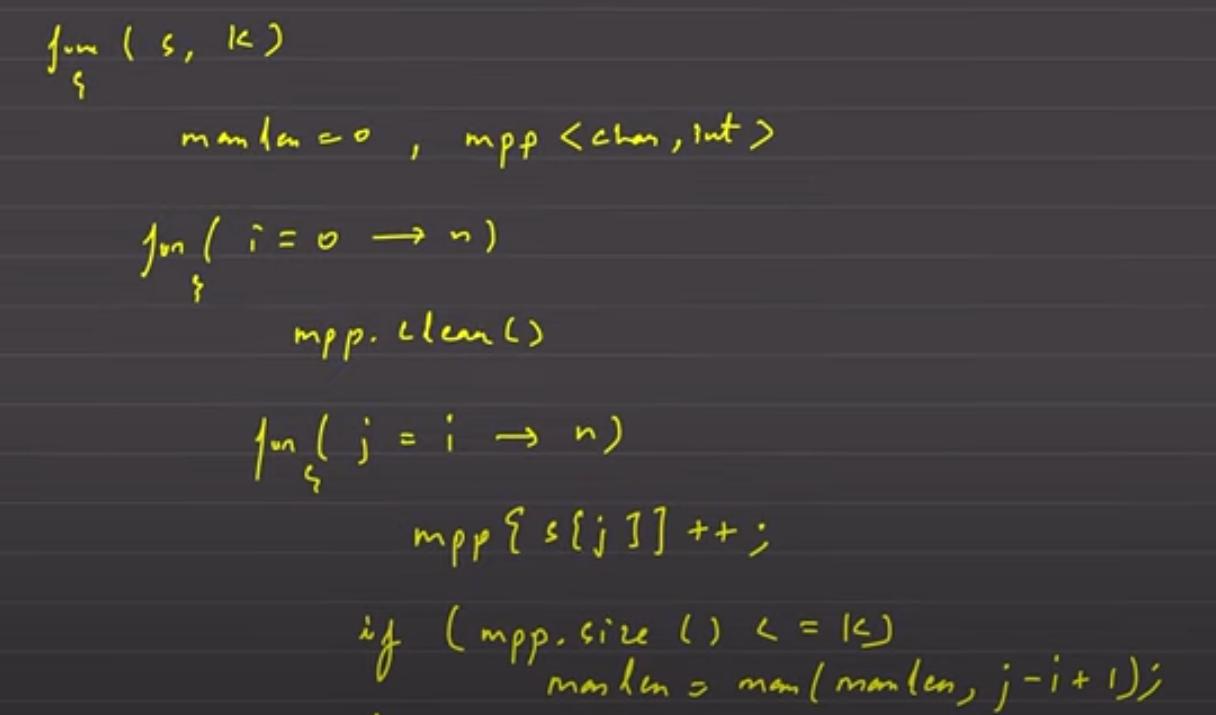 func ( s, k )
{
maxlen = 0 , mpp <char, int>
for ( i = 0 → n )
{
mpp. clear ( )
for ( j = i → n )
{
mpp [ s [ j ] ] ++ ;
if ( mpp. size ( ) < = k )
maxlen = max ( maxlen, j - i + 1 ) ;